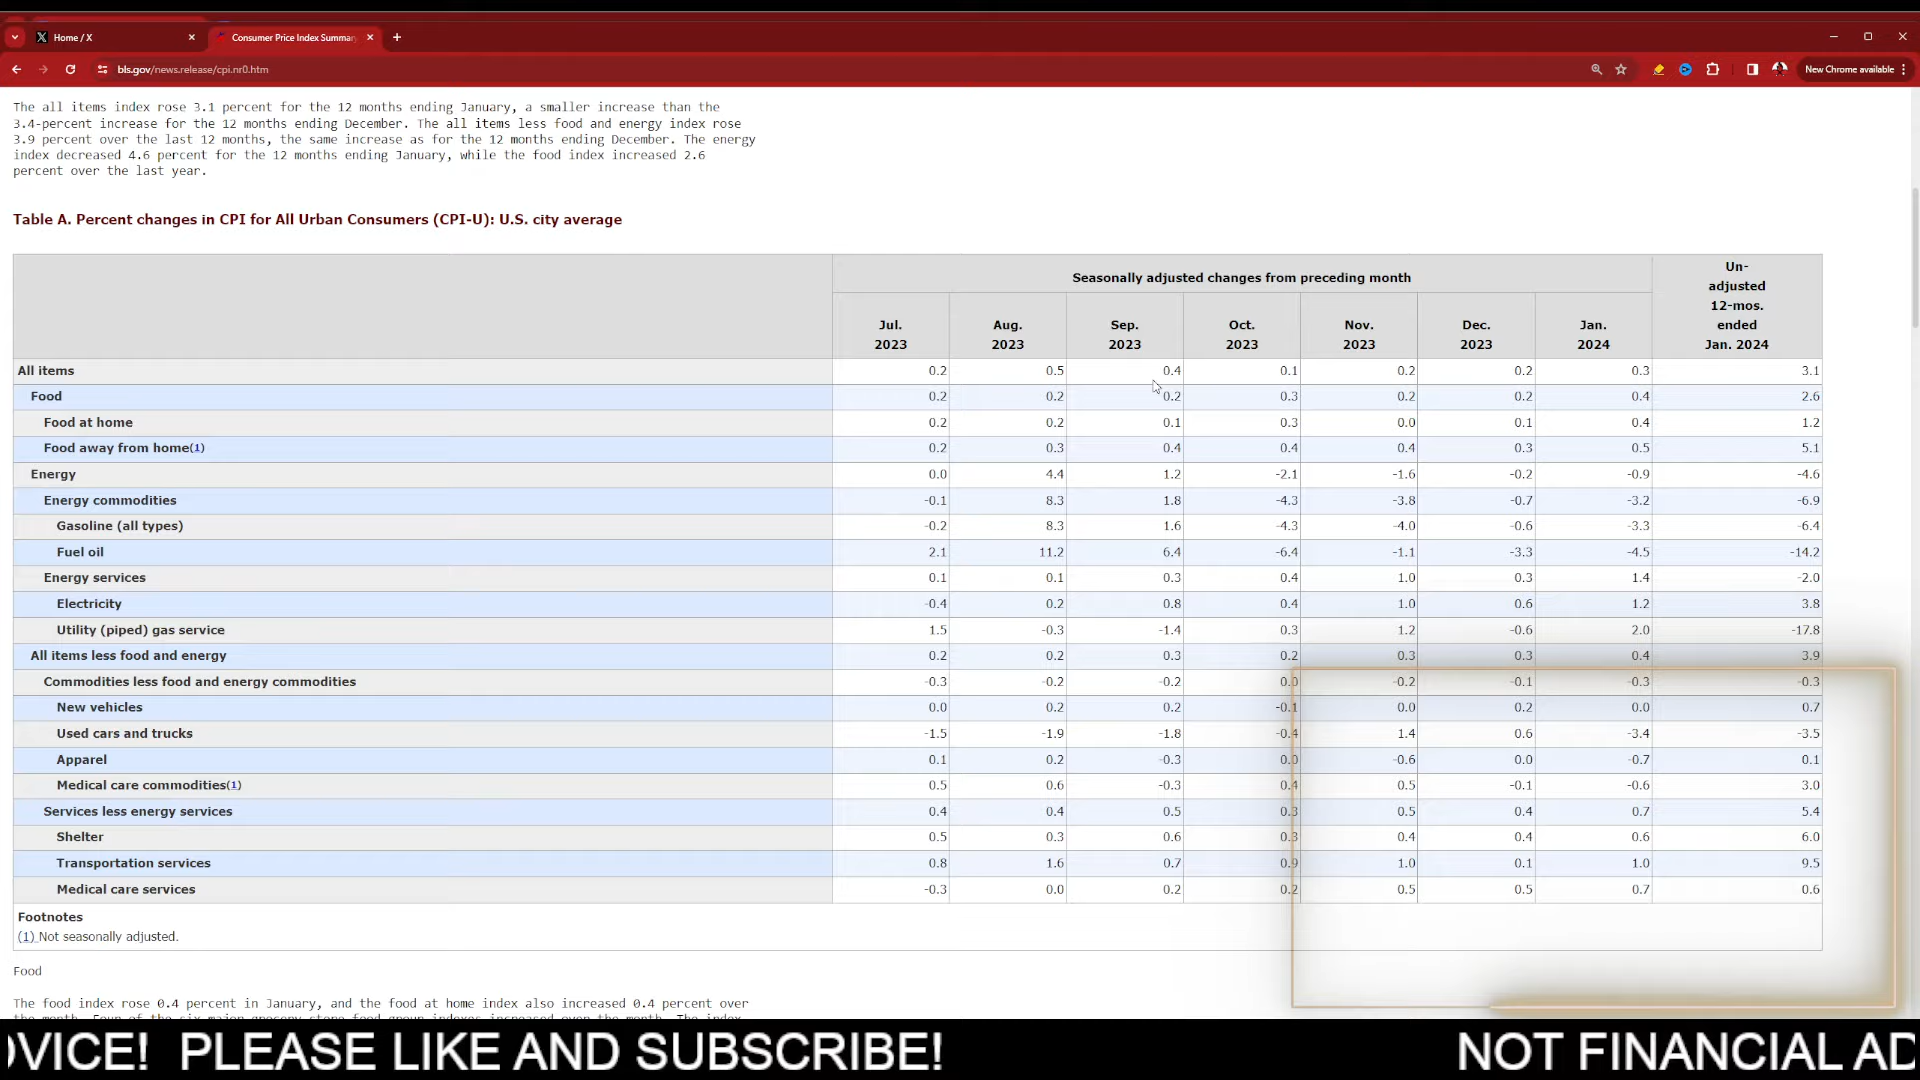 Home / X
Consumer Price Index Summar
bls.gov/news.release/cpi.nr0.htm
New Chrome available
The all items index rose 3.1 percent for the 12 months ending January, a smaller increase than the
3.4-percent increase for the 12 months ending December. The all items less food and energy index rose
3.9 percent over the last 12 months, the same increase as for the 12 months ending December. The energy
index decreased 4.6 percent for the 12 months ending January, while the food index increased 2.6
percent over the last year.
Table A. Percent changes in CPI for All Urban Consumers (CPI-U): U.S. city average
Seasonally adjusted changes from preceding month
Un-
adjusted
12-mos.
ended
Jan. 2024
Jul. 2023 Aug. 2023 Sep. 2023 Oct. 2023 Nov. 2023 Dec. 2023 Jan. 2024
All items 0.2 0.5 0.4 0.1 0.2 0.2 0.3 3.1
Food 0.2 0.2 0.2 0.3 0.2 0.2 0.4 2.6
Food at home 0.2 0.2 0.1 0.3 0.0 0.1 0.4 1.2
Food away from home(1) 0.2 0.3 0.4 0.4 0.4 0.3 0.5 5.1
Energy 0.0 4.4 1.2 -2.1 -1.6 -0.2 -0.9 -4.6
Energy commodities -0.1 8.3 1.8 -4.3 -3.8 -0.7 -3.2 -6.9
Gasoline (all types) -0.2 8.3 1.6 -4.3 -4.0 -0.6 -3.3 -6.4
Fuel oil 2.1 11.2 6.4 -6.4 -1.1 -3.3 -4.5 -14.2
Energy services 0.1 0.1 0.3 0.4 1.0 0.3 1.4 -2.0
Electricity -0.4 0.2 0.8 0.4 1.0 0.6 1.2 3.8
Utility (piped) gas service 1.5 -0.3 -1.4 0.3 1.2 -0.6 2.0 -17.8
All items less food and energy 0.2 0.2 0.3 0.2 0.3 0.3 0.4 3.9
Commodities less food and energy commodities -0.3 -0.2 -0.2 0.0 -0.2 -0.1 -0.3 -0.3
New vehicles 0.0 0.2 0.2 -0.1 0.0 0.2 0.0 0.7
Used cars and trucks -1.5 -1.9 -1.8 -0.4 1.4 0.6 -3.4 -3.5
Apparel 0.1 0.2 -0.3 0.0 -0.6 0.0 -0.7 0.1
Medical care commodities(1) 0.5 0.6 -0.3 0.4 0.5 -0.1 -0.6 3.0
Services less energy services 0.4 0.4 0.5 0.3 0.5 0.4 0.7 5.4
Shelter 0.5 0.3 0.6 0.3 0.4 0.4 0.6 6.0
Transportation services 0.8 1.6 0.7 0.9 1.0 0.1 1.0 9.5
Medical care services -0.3 0.0 0.2 0.2 0.5 0.5 0.7 0.6
Footnotes
(1) Not seasonally adjusted.
Food
The food index rose 0.4 percent in January, and the food at home index also increased 0.4 percent over
the month. Four of the six major grocery store food group indexes increased over the month. The index
OVICE! PLEASE LIKE AND SUBSCRIBE! NOT FINANCIAL AD